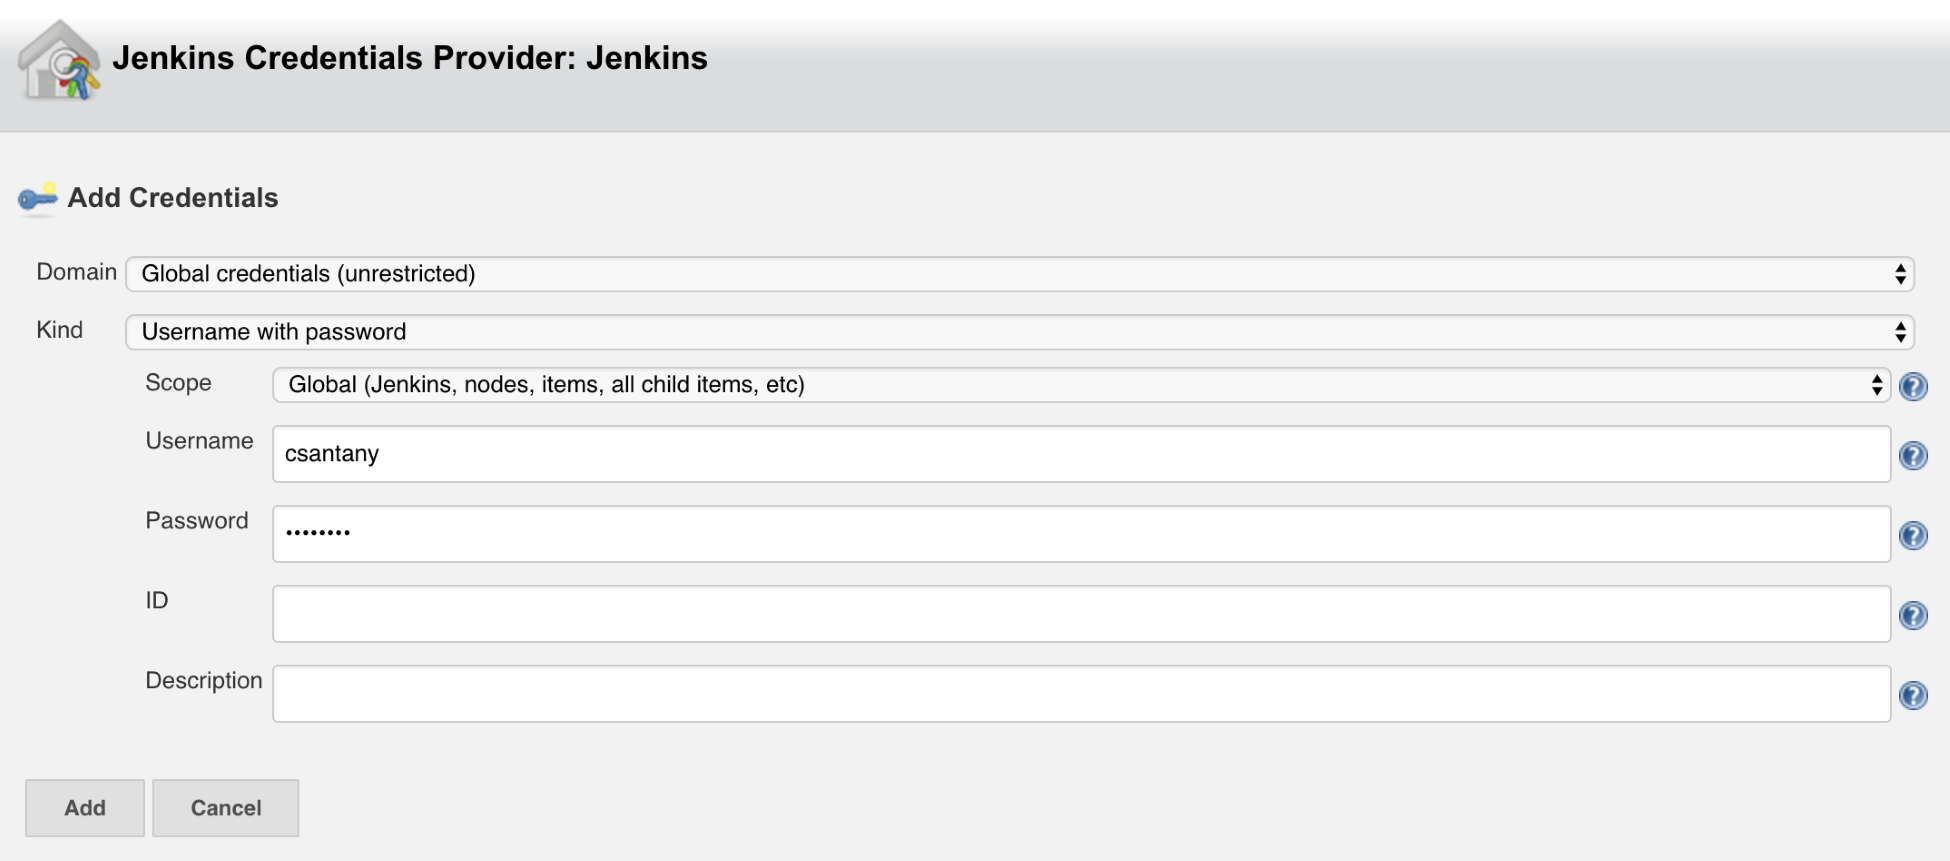 Jenkins Credentials Provider: Jenkins
Add Credentials
Domain Global credentials (unrestricted)
Kind Username with password
Scope Global (Jenkins, nodes, items, all child items, etc)
Username csantany
Password ••••••••
ID
Description
Add Cancel